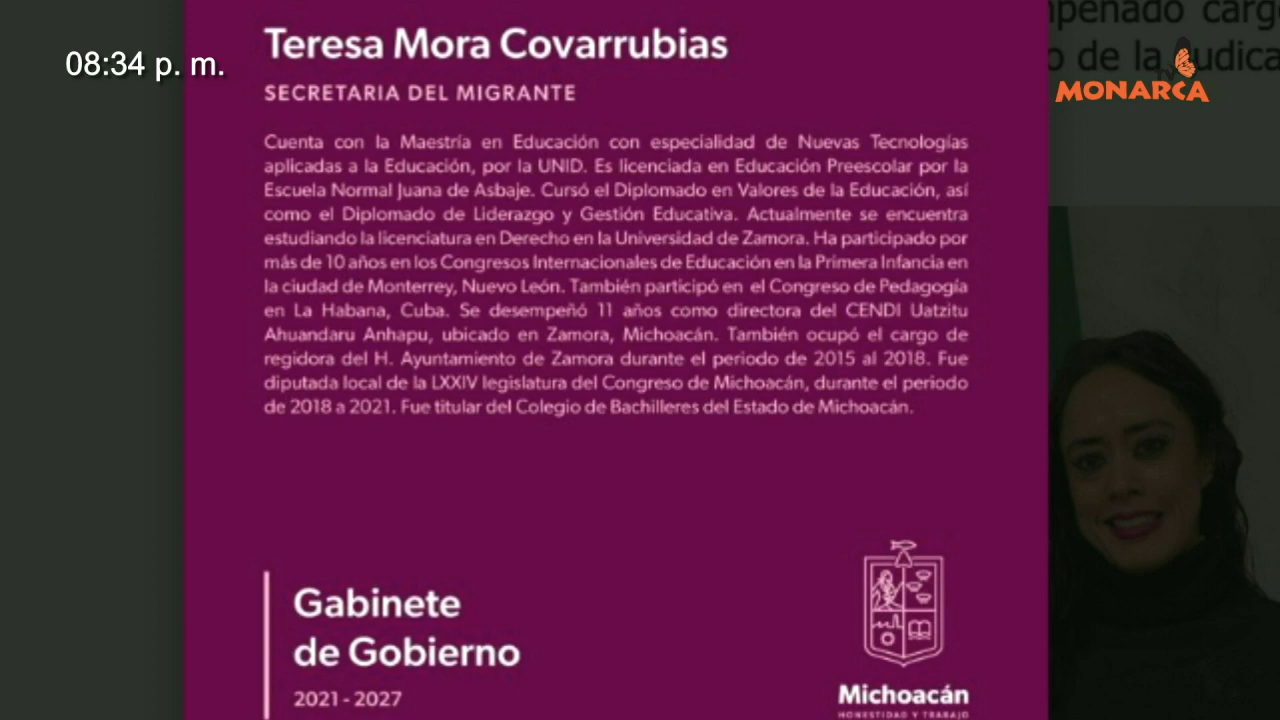 08:34 p. m.
Teresa Mora Covarrubias
SECRETARIA DEL MIGRANTE
Cuenta con la Maestría en Educación con especialidad de Nuevas Tecnologías
aplicadas a la Educación, por la UNID. Es licenciada en Educación Preescolar por la
Escuela Normal Juana de Asbaje. Cursó el Diplomado en Valores de la Educación, así
como el Diplomado de Liderazgo y Gestión Educativa. Actualmente se encuentra
estudiando la licenciatura en Derecho en la Universidad de Zamora. Ha participado por
más de 10 años en los Congresos Internacionales de Educación en la Primera Infancia en
la ciudad de Monterrey, Nuevo León. También participó en el Congreso de Pedagogía
en La Habana, Cuba. Se desempeñó 11 años como directora del CENDI Uatzitu
Ahuandaru Anhapu, ubicado en Zamora, Michoacán. También ocupó el cargo de
regidora del H. Ayuntamiento de Zamora durante el periodo de 2015 al 2018. Fue
diputada local de la LXXIV legislatura del Congreso de Michoacán, durante el periodo
de 2018 a 2021. Fue titular del Colegio de Bachilleres del Estado de Michoacán.
Gabinete
de Gobierno
2021 - 2027
Michoacán
HONESTIDAD Y TRABAJO
de la
TV
MONARCA